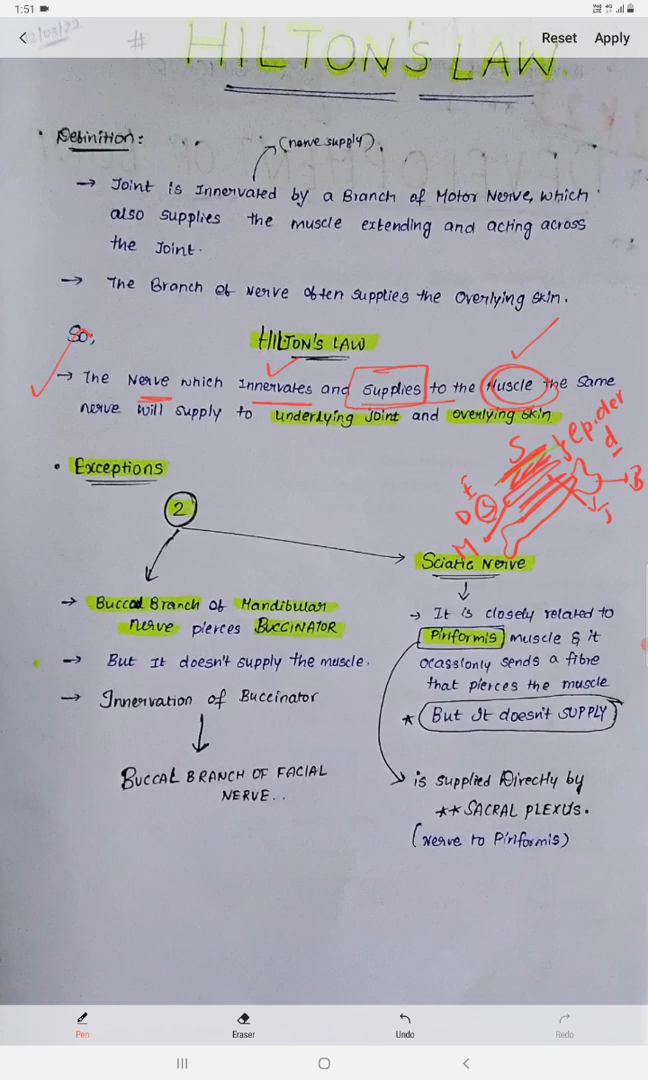 1:51
2/08/22
Reset Apply
# HILTON'S LAW.
• Definition:
(nerve supply).
→ Joint is Innervated by a Branch of Motor Nerve, which
also supplies the muscle extending and acting across
the Joint.
→ The Branch of Nerve often supplies the Overlying skin.
So,
HILTON'S LAW
→ The Nerve which Innervates and Supplies to the Muscle the same
nerve will supply to underlying joint and overlying skin
S
ep.der
d
E
D
S
M
B
J
• Exceptions
2
Sciatic Nerve
→ Buccal Branch of Mandibular
nerve pierces BUCCINATOR
→ But It doesn't supply the muscle.
→ Innervation of Buccinator
BUCCAL BRANCH OF FACIAL
NERVE..
→ It is closely related to
Piriformis muscle & it
ocassionly sends a fibre
that pierces the muscle
★ But It doesn't SUPPLY
is supplied Directly by
★★ SACRAL PLEXUS.
(Nerve to Piriformis)
Pen Eraser Undo Redo